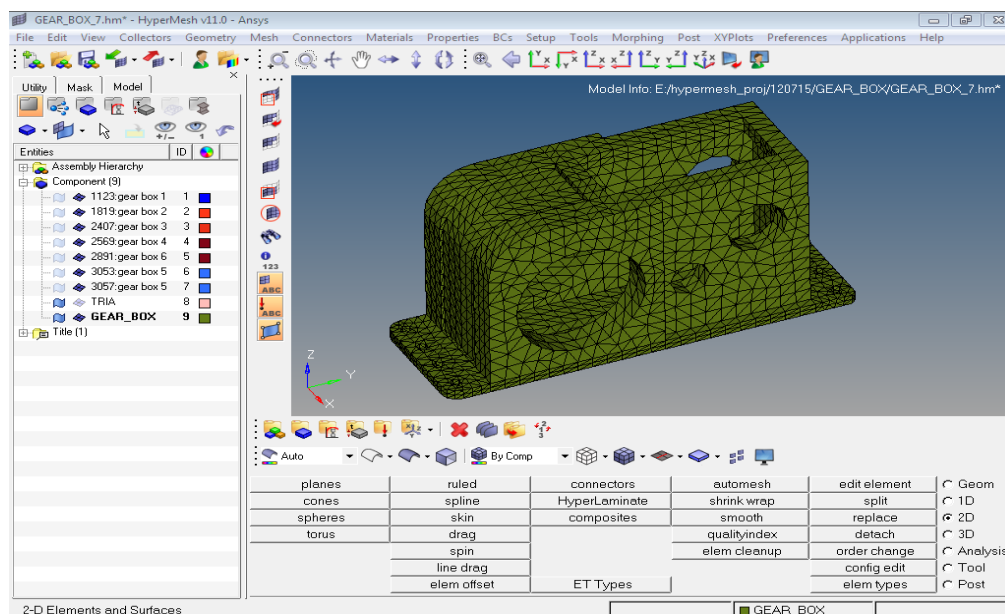 GEAR_BOX_7.hm* - HyperMesh v11.0 - Ansys
File Edit View Collectors Geometry Mesh Connectors Materials Properties BCs Setup Tools Morphing Post XYPlots Preferences Applications Help
Utility Mask Model
Model Info: E:/hypermesh_proj/120715/GEAR_BOX/GEAR_BOX_7.hm*
Entities ID
Assembly Hierarchy
Component (9)
1123:gear box 1 1
1819:gear box 2 2
2407:gear box 3 3
2569:gear box 4 4
2891:gear box 6 5
3053:gear box 5 6
3057:gear box 5 7
TRIA 8
GEAR_BOX 9
Title (1)
123
ABC
ABC
Z
Y
X
Auto By Comp
planes ruled connectors automesh edit element Geom
cones spline HyperLaminate shrink wrap split 1D
spheres skin composites smooth replace 2D
torus drag qualityindex detach 3D
spin elem cleanup order change Analysis
line drag config edit Tool
elem offset ET Types elem types Post
2-D Elements and Surfaces GEAR_BOX